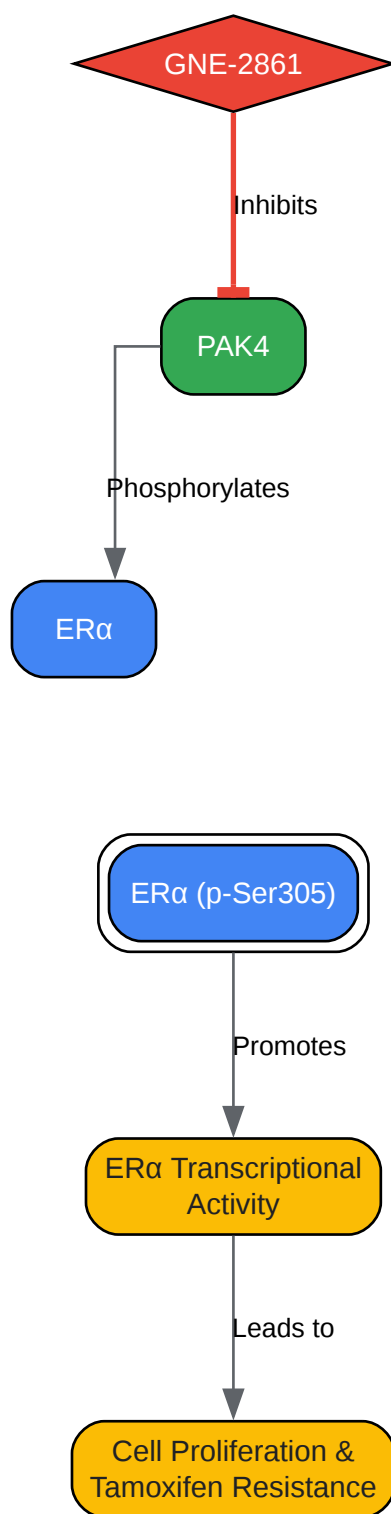 GNE-2861
Inhibits
PAK4
Phosphorylates
ERα
ERα (p-Ser305)
Promotes
ERα Transcriptional
Activity
Leads to
Cell Proliferation &
Tamoxifen Resistance